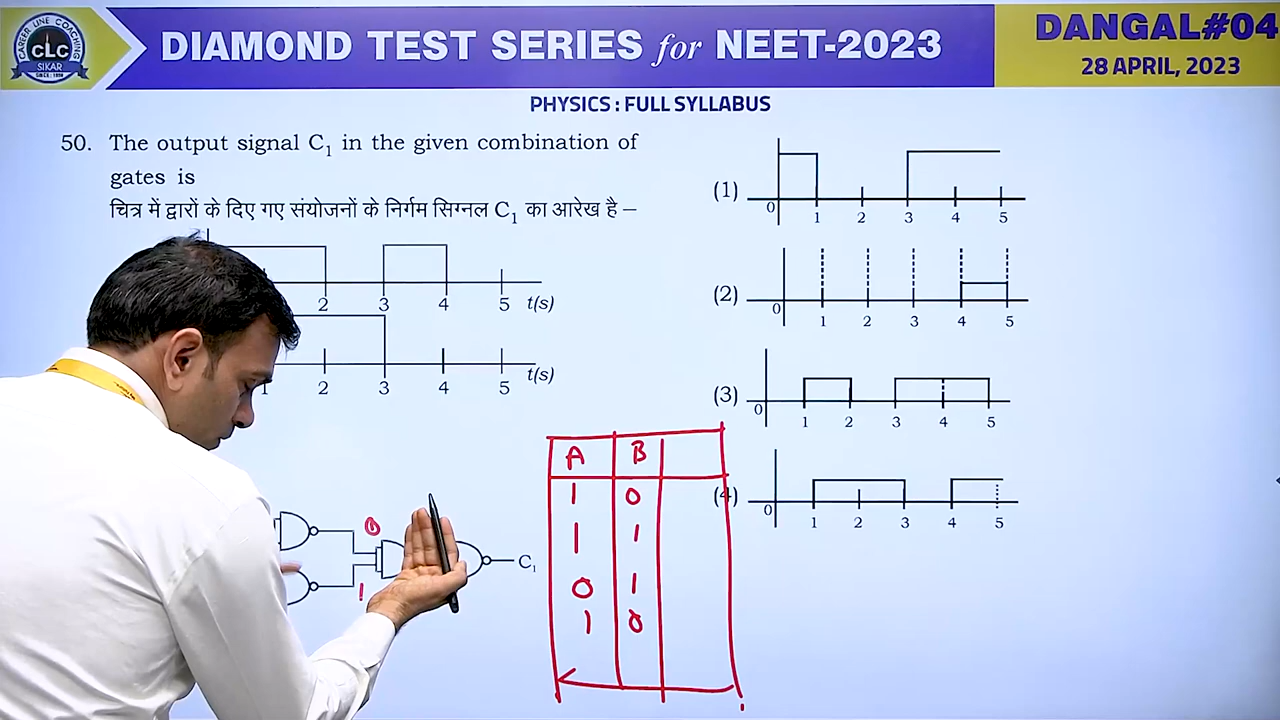 CAREER LINE COACHING
CLC
SIKAR
SINCE : 1996
DIAMOND TEST SERIES for NEET-2023
DANGAL#04
28 APRIL, 2023
PHYSICS : FULL SYLLABUS
50. The output signal C1 in the given combination of
gates is
चित्र में द्वारों के दिए गए संयोजनों के निर्गम सिग्नल C1 का आरेख है –
2 3 4 5 t(s)
1 2 3 4 5 t(s)
0
1
C1
A B
1 0
1 1
0 1
1 0
(1)
0 1 2 3 4 5
(2)
0 1 2 3 4 5
(3)
0 1 2 3 4 5
(4)
0 1 2 3 4 5